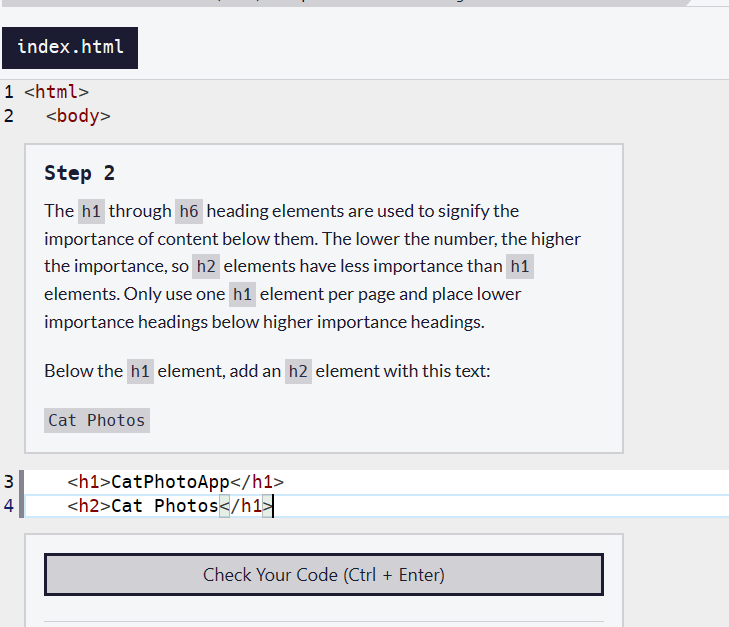 index.html
1 <html>
2   <body>
Step 2
The h1 through h6 heading elements are used to signify the
importance of content below them. The lower the number, the higher
the importance, so h2 elements have less importance than h1
elements. Only use one h1 element per page and place lower
importance headings below higher importance headings.
Below the h1 element, add an h2 element with this text:
Cat Photos
3     <h1>CatPhotoApp</h1>
4     <h2>Cat Photos</h1>
Check Your Code (Ctrl + Enter)